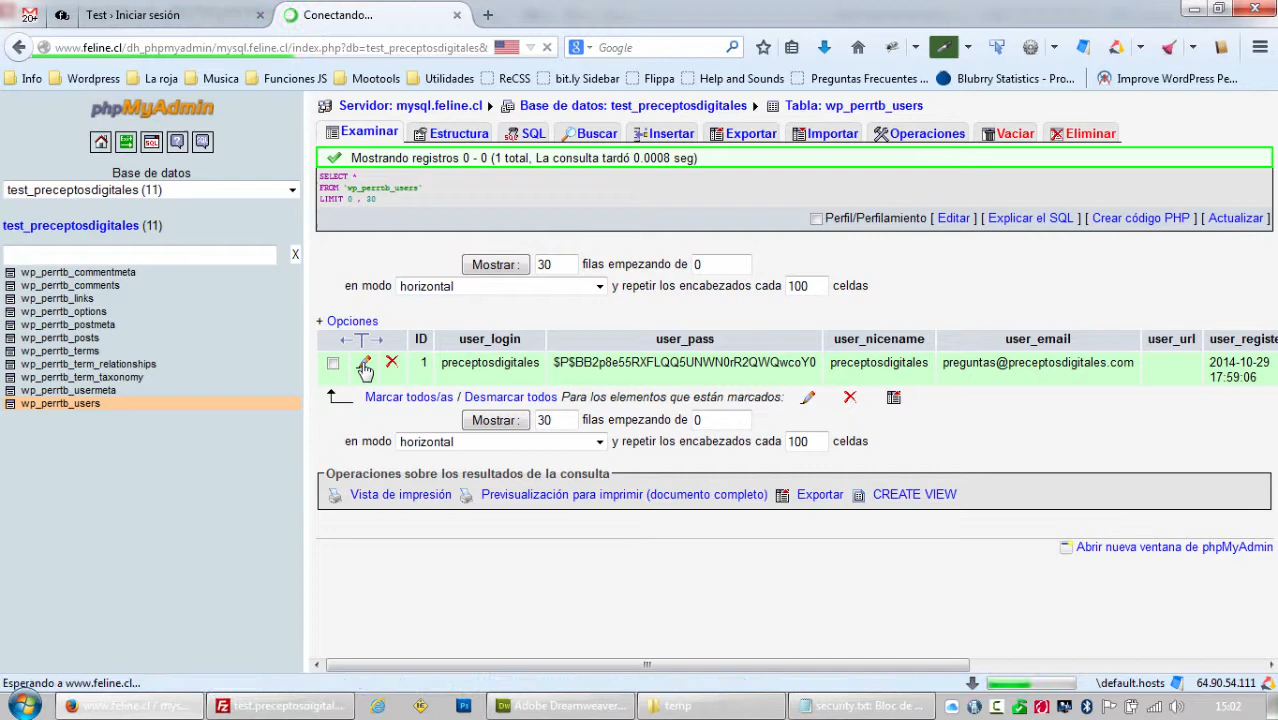 20+
Test › Iniciar sesión
Conectando...
www.feline.cl/dh_phpmyadmin/mysql.feline.cl/index.php?db=test_preceptosdigitales&
Google
Info
Wordpress
La roja
Musica
Funciones JS
Mootools
Utilidades
ReCSS
bit.ly Sidebar
Flippa
Help and Sounds
Preguntas Frecuentes ...
Blubrry Statistics - Pro...
Improve WordPress Pe...
phpMyAdmin
Base de datos
test_preceptosdigitales (11)
test_preceptosdigitales (11)
X
wp_perrtb_commentmeta
wp_perrtb_comments
wp_perrtb_links
wp_perrtb_options
wp_perrtb_postmeta
wp_perrtb_posts
wp_perrtb_terms
wp_perrtb_term_relationships
wp_perrtb_term_taxonomy
wp_perrtb_usermeta
wp_perrtb_users
Servidor: mysql.feline.cl
Base de datos: test_preceptosdigitales
Tabla: wp_perrtb_users
Examinar
Estructura
SQL
Buscar
Insertar
Exportar
Importar
Operaciones
Vaciar
Eliminar
Mostrando registros 0 - 0 (1 total, La consulta tardó 0.0008 seg)
SELECT *
FROM `wp_perrtb_users`
LIMIT 0 , 30
Perfil/Perfilamiento [ Editar ] [ Explicar el SQL ] [ Crear código PHP ] [ Actualizar ]
Mostrar : 30 filas empezando de 0
en modo horizontal y repetir los encabezados cada 100 celdas
+ Opciones
←T→ ID user_login user_pass user_nicename user_email user_url user_registe
1 preceptosdigitales $P$BB2p8e55RXFLQQ5UNWN0rR2QWQwcoY0 preceptosdigitales preguntas@preceptosdigitales.com 2014-10-29
17:59:06
Marcar todos/as / Desmarcar todos Para los elementos que están marcados:
Mostrar : 30 filas empezando de 0
en modo horizontal y repetir los encabezados cada 100 celdas
Operaciones sobre los resultados de la consulta
Vista de impresión
Previsualización para imprimir (documento completo)
Exportar
CREATE VIEW
Abrir nueva ventana de phpMyAdmin
Esperando a www.feline.cl...
\default.hosts
64.90.54.111
www.feline.cl / mys...
test.preceptosdigital...
Adobe Dreamweaver...
temp
security.txt: Bloc de ...
15:02